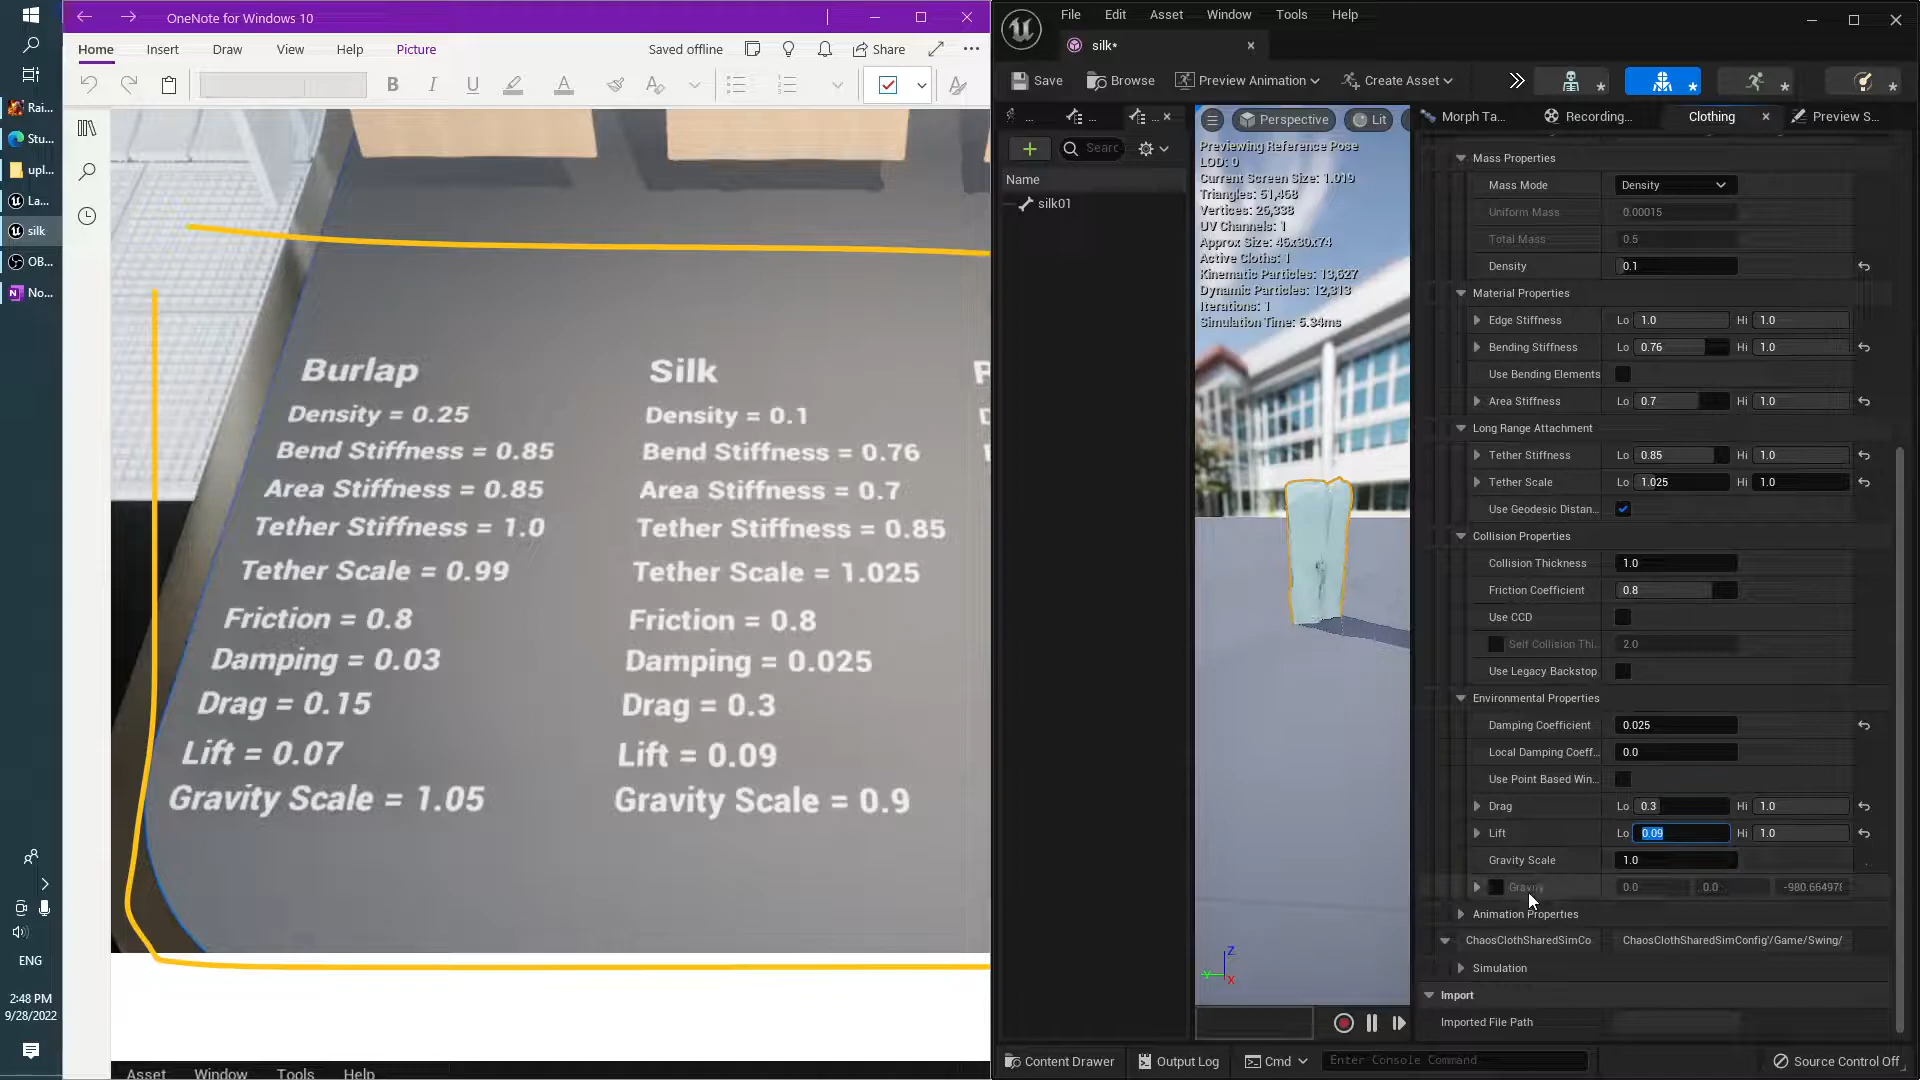 OneNote for Windows 10
Home Insert Draw View Help Picture
Saved offline
Share
B I U A
Rai...
Stu...
upl...
La...
silk
OB...
No...
Burlap
Density = 0.25
Bend Stiffness = 0.85
Area Stiffness = 0.85
Tether Stiffness = 1.0
Tether Scale = 0.99
Friction = 0.8
Damping = 0.03
Drag = 0.15
Lift = 0.07
Gravity Scale = 1.05
Silk
Density = 0.1
Bend Stiffness = 0.76
Area Stiffness = 0.7
Tether Stiffness = 0.85
Tether Scale = 1.025
Friction = 0.8
Damping = 0.025
Drag = 0.3
Lift = 0.09
Gravity Scale = 0.9
Asset Window Tools Help
ENG
2:48 PM
9/28/2022
File Edit Asset Window Tools Help
silk*
Save Browse Preview Animation Create Asset
Searc
Name
silk01
Perspective Lit
Previewing Reference Pose
LOD: 0
Current Screen Size: 1.019
Triangles: 51,468
Vertices: 26,338
UV Channels: 1
Approx Size: 46x30x74
Active Cloths: 1
Kinematic Particles: 13,627
Dynamic Particles: 12,313
Iterations: 1
Simulation Time: 5.34ms
Z
Y
X
Morph Ta... Recording... Clothing Preview S...
Mass Properties
Mass Mode Density
Uniform Mass 0.00015
Total Mass 0.5
Density 0.1
Material Properties
Edge Stiffness Lo 1.0 Hi 1.0
Bending Stiffness Lo 0.76 Hi 1.0
Use Bending Elements
Area Stiffness Lo 0.7 Hi 1.0
Long Range Attachment
Tether Stiffness Lo 0.85 Hi 1.0
Tether Scale Lo 1.025 Hi 1.0
Use Geodesic Distan...
Collision Properties
Collision Thickness 1.0
Friction Coefficient 0.8
Use CCD
Self Collision Thi... 2.0
Use Legacy Backstop
Environmental Properties
Damping Coefficient 0.025
Local Damping Coeff... 0.0
Use Point Based Win...
Drag Lo 0.3 Hi 1.0
Lift Lo 0.09 Hi 1.0
Gravity Scale 1.0
Gravity 0.0 0.0 -980.66497
Animation Properties
ChaosClothSharedSimCo ChaosClothSharedSimConfig'/Game/Swing/
Simulation
Import
Imported File Path
Content Drawer Output Log Cmd Enter Console Command Source Control Off